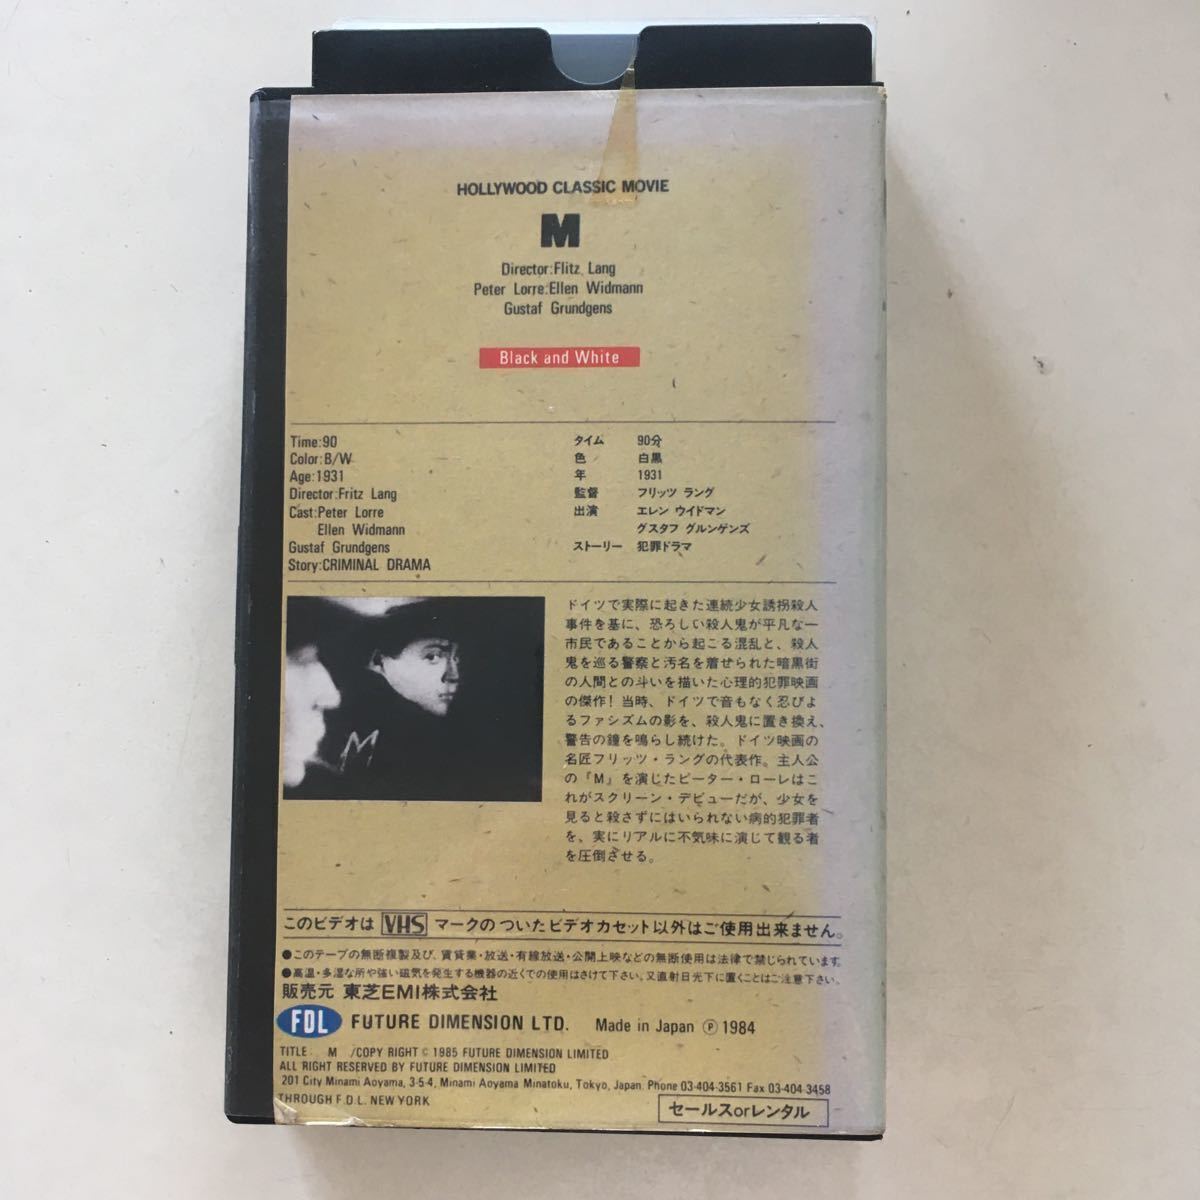 HOLLYWOOD CLASSIC MOVIE
M
Director:Flitz Lang
Peter Lorre:Ellen Widmann
Gustaf Grundgens
Black and White
Time:90
Color:B/W
Age:1931
Director:Fritz Lang
Cast:Peter Lorre
Ellen Widmann
Gustaf Grundgens
Story:CRIMINAL DRAMA
タイム 90分
色 白黒
年 1931
監督 フリッツ ラング
出演 エレン ウイドマン
グスタフ グルンゲンズ
ストーリー 犯罪ドラマ
M
ドイツで実際に起きた連続少女誘拐殺人
事件を基に、恐ろしい殺人鬼が平凡な一
市民であることから起こる混乱と、殺人
鬼を巡る警察と汚名を着せられた暗黒街
の人間との斗いを描いた心理的犯罪映画
の傑作!当時、ドイツで音もなく忍びよ
るファシズムの影を、殺人鬼に置き換え、
警告の鐘を鳴らし続けた。ドイツ映画の
名匠フリッツ・ラングの代表作。主人公
の『M』を演じたピーター・ローレはこ
れがスクリーン・デビューだが、少女を
見ると殺さずにはいられない病的犯罪者
を、実にリアルに不気味に演じて観る者
を圧倒させる。
このビデオは VHS マークのついたビデオカセット以外はご使用出来ません。
●このテープの無断複製及び、賃貸業・放送・有線放送・公開上映などの無断使用は法律で禁じられています。
●高温・多湿な所や強い磁気を発生する機器の近くでの使用はさけて下さい。又直射日光下に置くことはご注意下さい。
販売元 東芝EMI株式会社
FDL FUTURE DIMENSION LTD. Made in Japan Ⓟ 1984
TITLE M /COPY RIGHT © 1985 FUTURE DIMENSION LIMITED
ALL RIGHT RESERVED BY FUTURE DIMENSION LIMITED
201 City Minami Aoyama, 3-5-4, Minami Aoyama Minatoku, Tokyo, Japan. Phone 03-404-3561 Fax 03-404-3458
THROUGH F.D.L. NEW YORK
セールスorレンタル